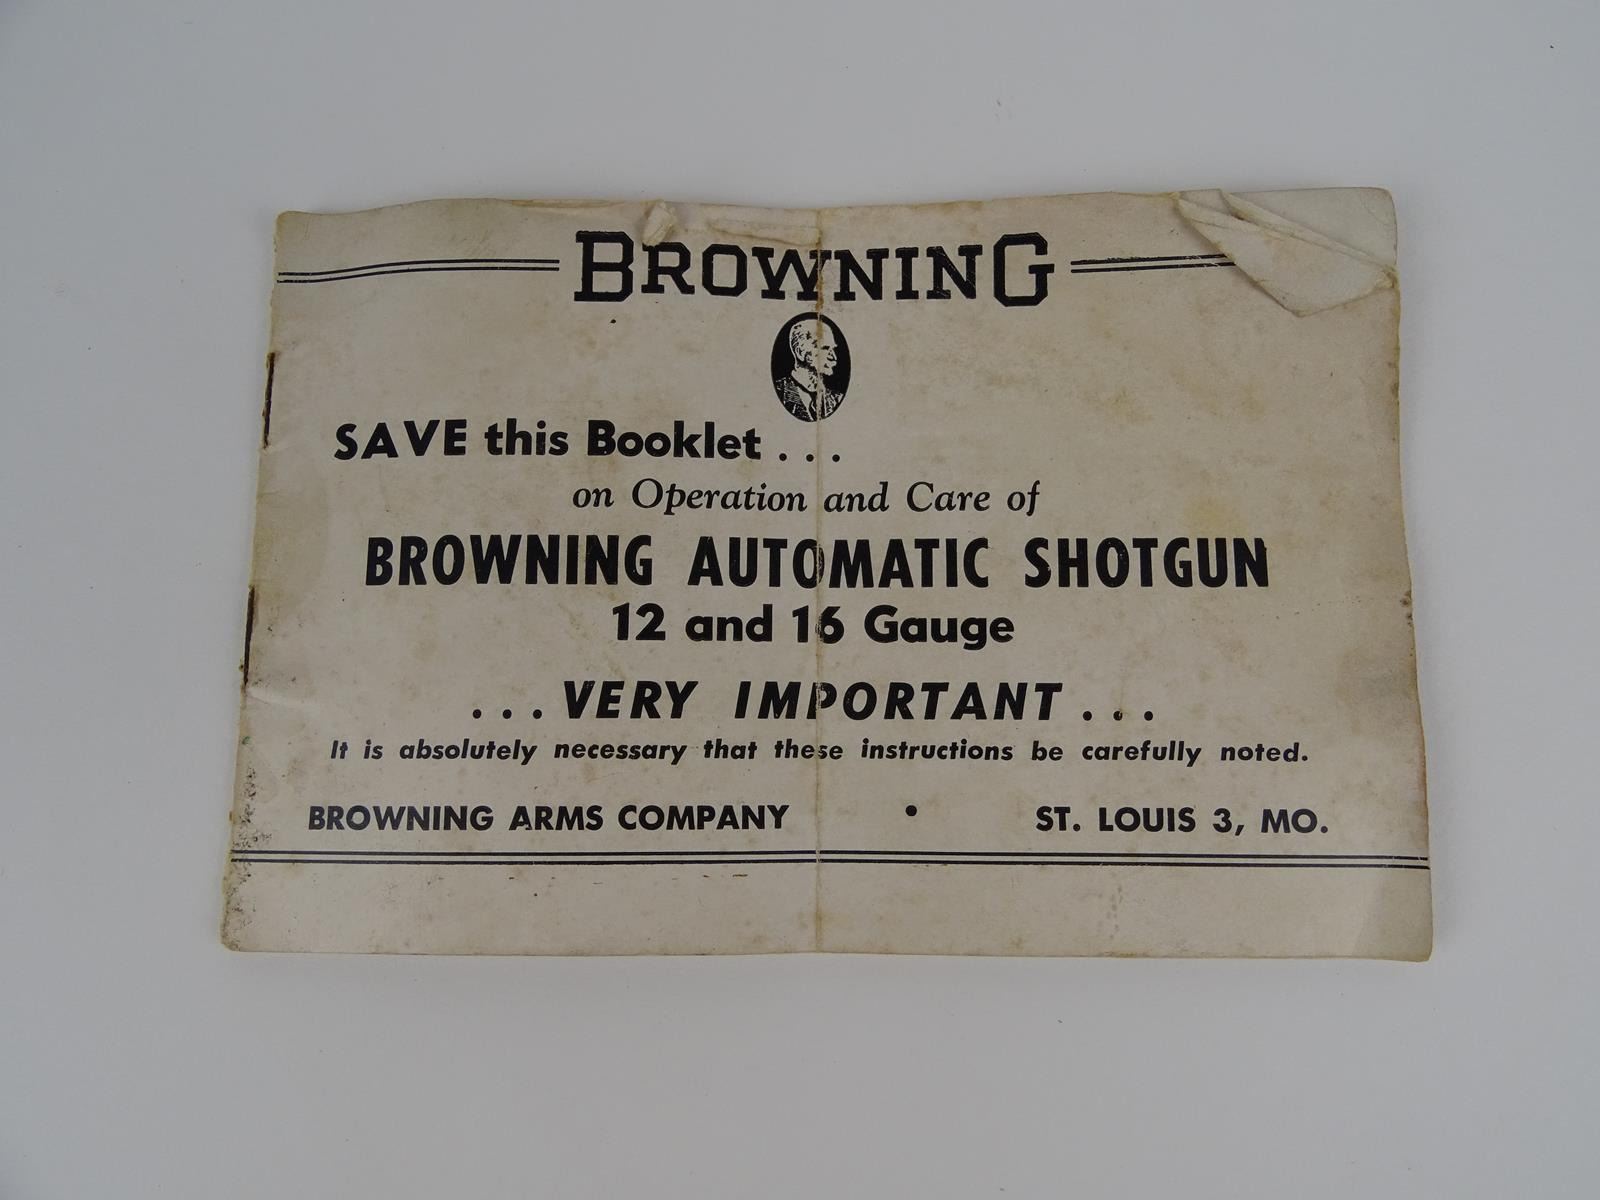 BROWNING
SAVE this Booklet . . .
on Operation and Care of
BROWNING AUTOMATIC SHOTGUN
12 and 16 Gauge
. . . VERY IMPORTANT . . .
It is absolutely necessary that these instructions be carefully noted.
BROWNING ARMS COMPANY • ST. LOUIS 3, MO.